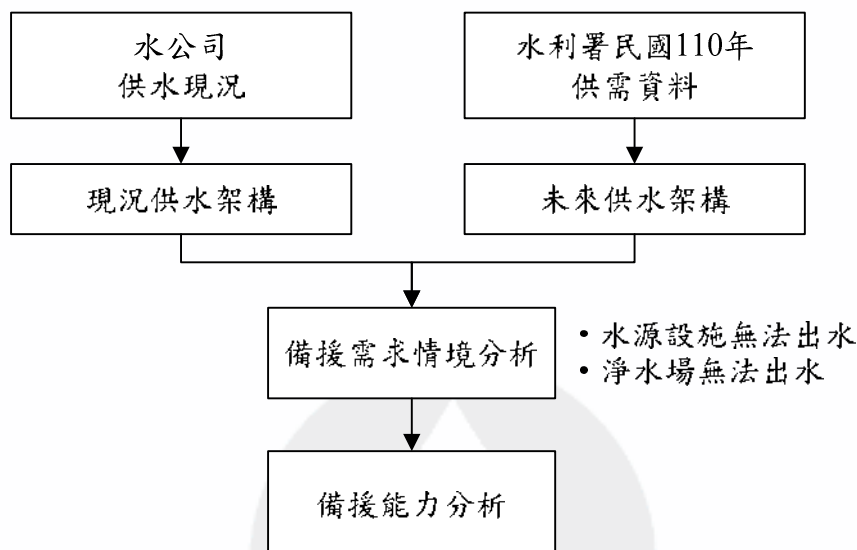 水公司
供水現況
水利署民國110年
供需資料
現況供水架構
未來供水架構
備援需求情境分析
•水源設施無法出水
•淨水場無法出水
備援能力分析